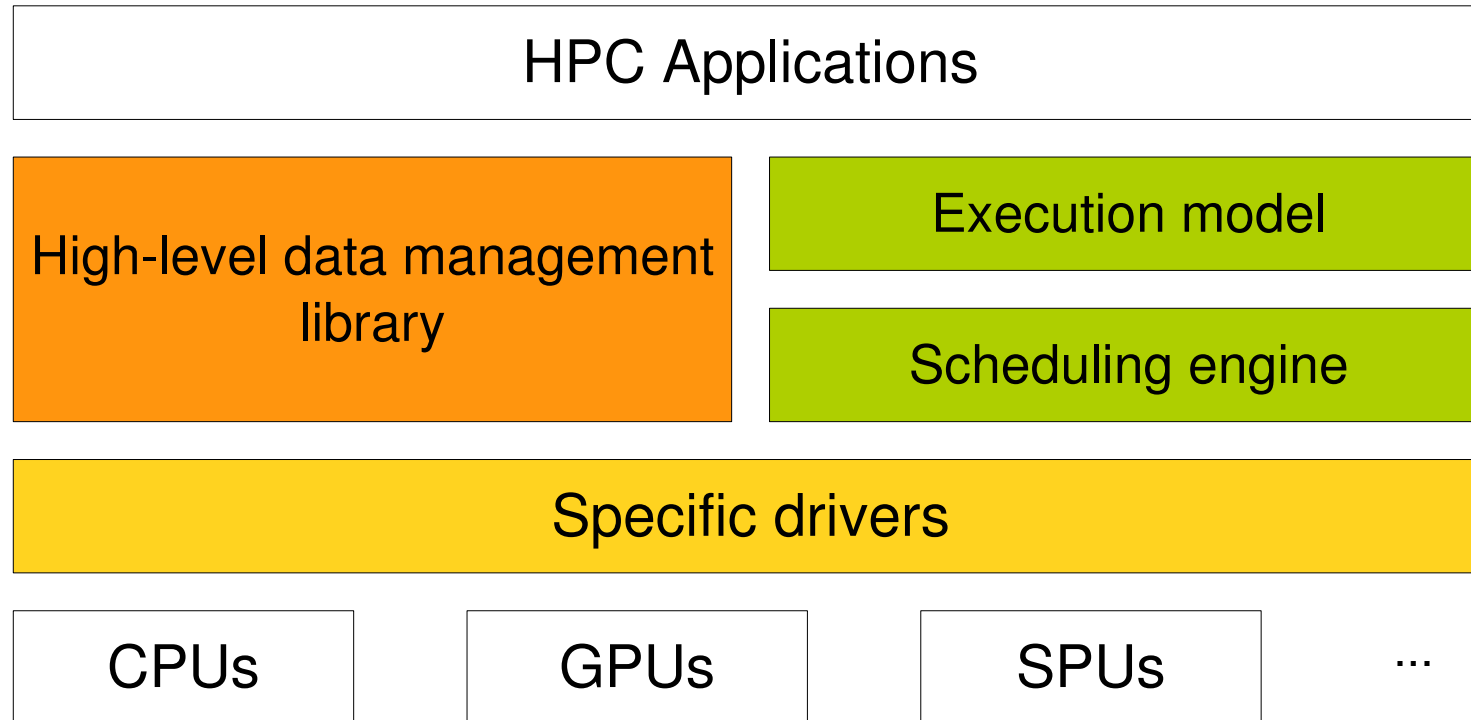 HPC Applications
High-level data management
library
Execution model
Scheduling engine
Specific drivers
CPUs
GPUs
SPUs
...